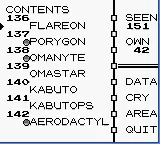 CONTENTS
SEEN
151
OWN
42
136
FLAREON
137
PORYGON
138
OMANYTE
139
OMASTAR
140
KABUTO
141
KABUTOPS
142
AERODACTYL
DATA
CRY
AREA
QUIT